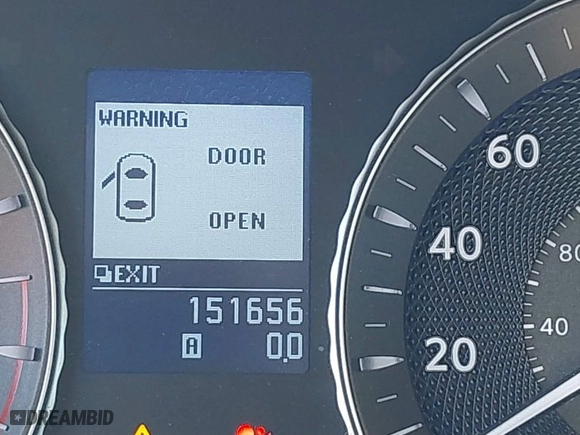 WARNING
DOOR
OPEN
EXIT
151656
A 0.0
60
40
20
80
40
DREAMBID